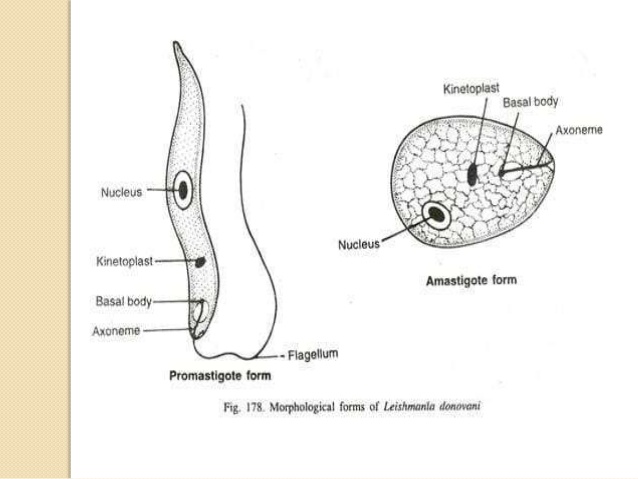 Nucleus
Kinetoplast
Basal body
Axoneme
Flagellum
Promastigote form
Kinetoplast
Basal body
Axoneme
Nucleus
Amastigote form
Fig. 178. Morphological forms of Leishmania donovani